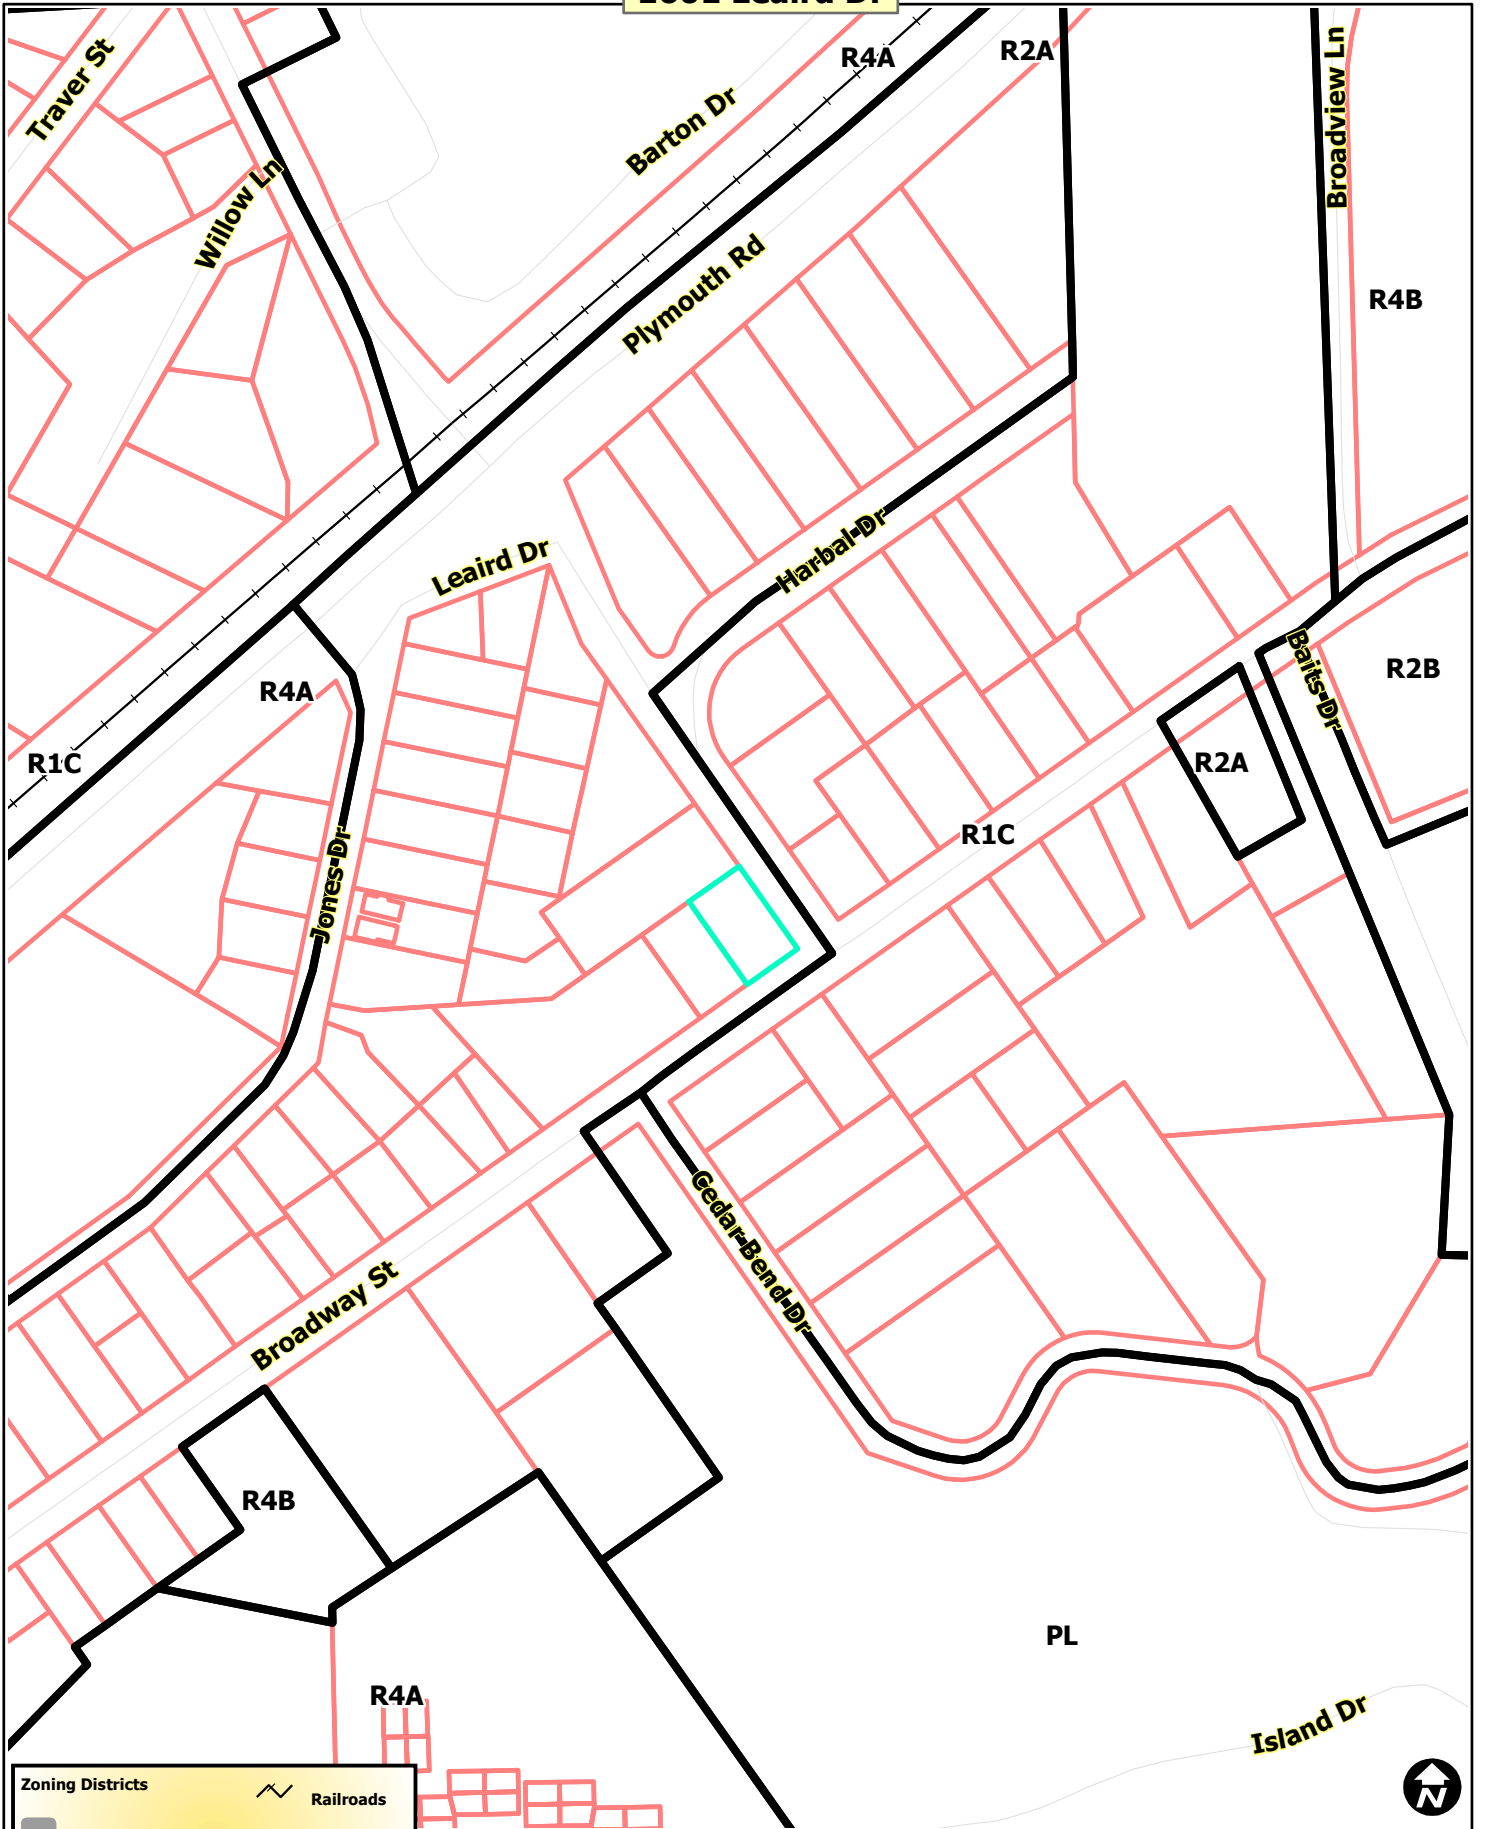 R4A
R2A
Traver St
Barton Dr
Broadview Ln
Willow Ln
Plymouth Rd
R4B
Harbal Dr
Leaird Dr
R4A
R2B
Baits Dr
R1C
R2A
R1C
Jones Dr
Cedar Bend Dr
Broadway St
R4B
PL
R4A
Island Dr
N
Zoning Districts
Railroads